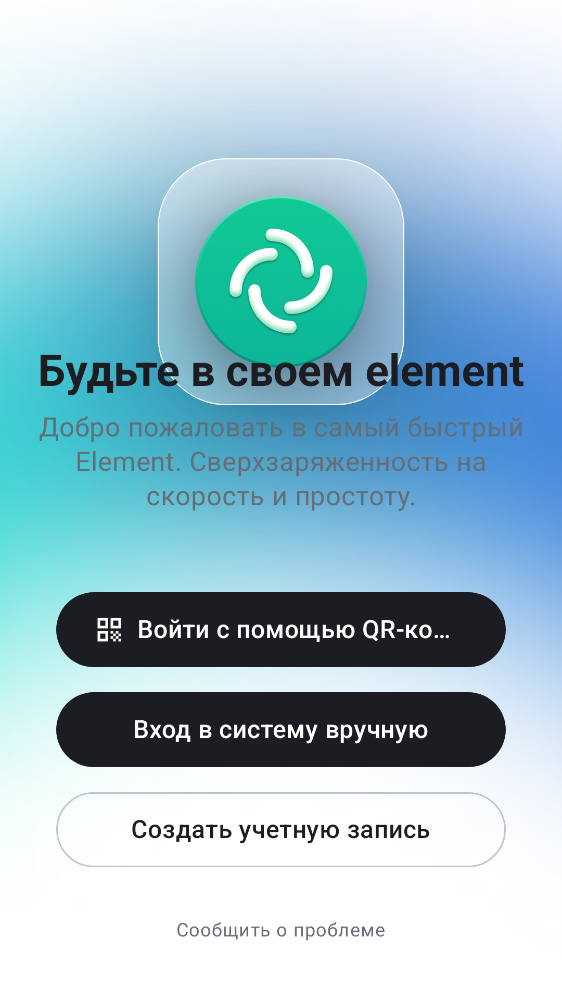 Будьте в своем element
Добро пожаловать в самый быстрый
Element. Сверхзаряженность на
скорость и простоту.
Войти с помощью QR-ко…
Вход в систему вручную
Создать учетную запись
Сообщить о проблеме